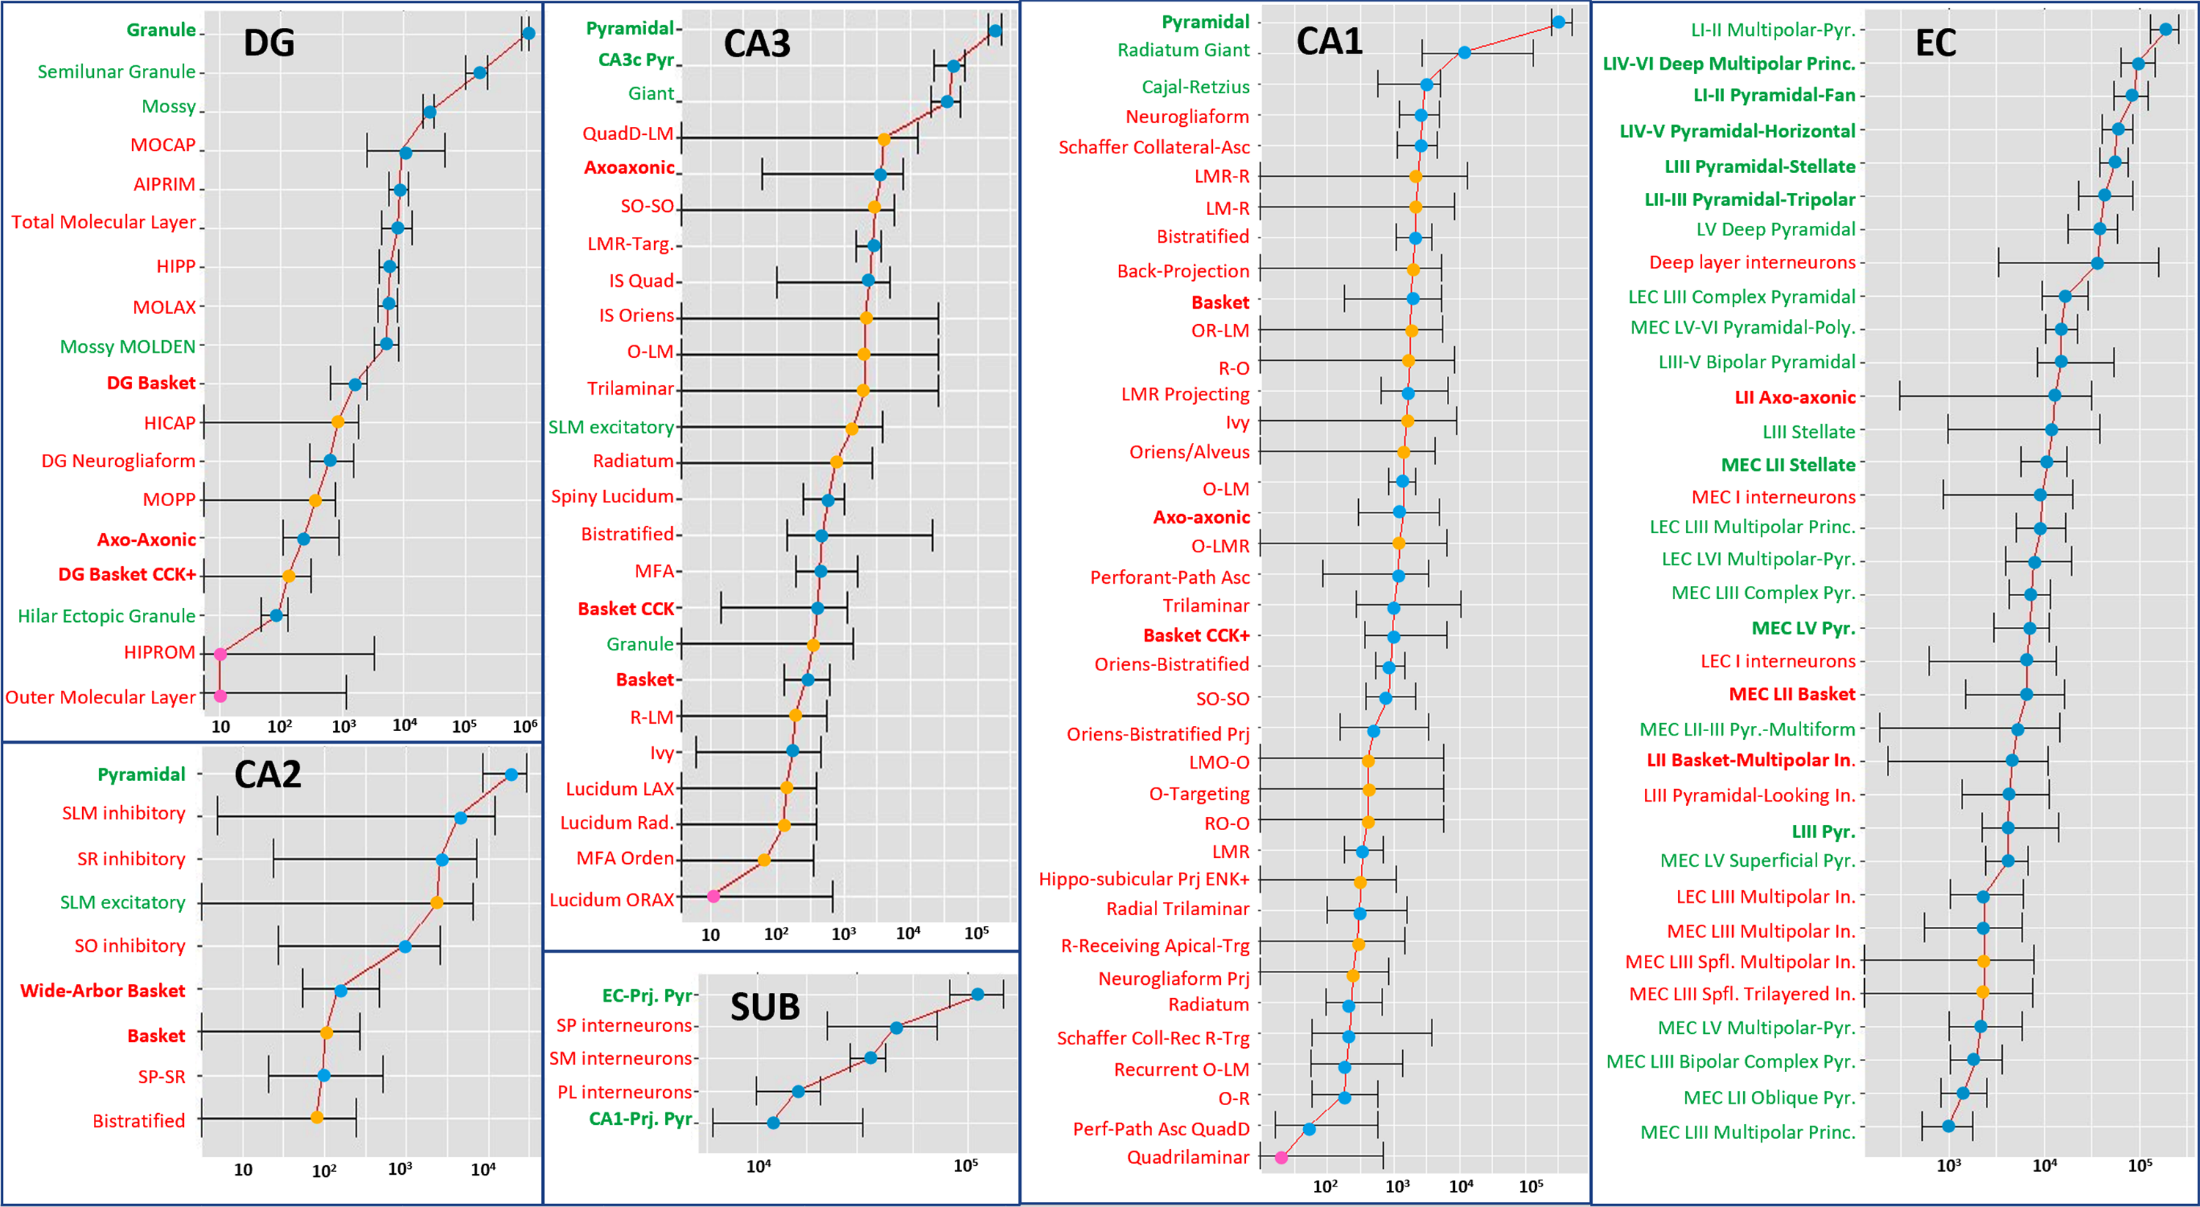 DG
Granule
Semilunar Granule
Mossy
MOCAP
AIPRIM
Total Molecular Layer
HIPP
MOLAX
Mossy MOLDEN
DG Basket
HICAP
DG Neurogliaform
MOPP
Axo-Axonic
DG Basket CCK+
Hilar Ectopic Granule
HIPROM
Outer Molecular Layer
10 10² 10³ 10⁴ 10⁵ 10⁶
CA2
Pyramidal
SLM inhibitory
SR inhibitory
SLM excitatory
SO inhibitory
Wide-Arbor Basket
Basket
SP-SR
Bistratified
10 10² 10³ 10⁴
CA3
Pyramidal
CA3c Pyr
Giant
QuadD-LM
Axoaxonic
SO-SO
LMR-Targ.
IS Quad
IS Oriens
O-LM
Trilaminar
SLM excitatory
Radiatum
Spiny Lucidum
Bistratified
MFA
Basket CCK
Granule
Basket
R-LM
Ivy
Lucidum LAX
Lucidum Rad.
MFA Orden
Lucidum ORAX
10 10² 10³ 10⁴ 10⁵
SUB
EC-Prj. Pyr
SP interneurons
SM interneurons
PL interneurons
CA1-Prj. Pyr
10⁴ 10⁵
CA1
Pyramidal
Radiatum Giant
Cajal-Retzius
Neurogliaform
Schaffer Collateral-Asc
LMR-R
LM-R
Bistratified
Back-Projection
Basket
OR-LM
R-O
LMR Projecting
Ivy
Oriens/Alveus
O-LM
Axo-axonic
O-LMR
Perforant-Path Asc
Trilaminar
Basket CCK+
Oriens-Bistratified
SO-SO
Oriens-Bistratified Prj
LMO-O
O-Targeting
RO-O
LMR
Hippo-subicular Prj ENK+
Radial Trilaminar
R-Receiving Apical-Trg
Neurogliaform Prj
Radiatum
Schaffer Coll-Rec R-Trg
Recurrent O-LM
O-R
Perf-Path Asc QuadD
Quadrilaminar
10² 10³ 10⁴ 10⁵
EC
LI-II Multipolar-Pyr.
LIV-VI Deep Multipolar Princ.
LI-II Pyramidal-Fan
LIV-V Pyramidal-Horizontal
LIII Pyramidal-Stellate
LII-III Pyramidal-Tripolar
LV Deep Pyramidal
Deep layer interneurons
LEC LIII Complex Pyramidal
MEC LV-VI Pyramidal-Poly.
LIII-V Bipolar Pyramidal
LII Axo-axonic
LIII Stellate
MEC LII Stellate
MEC I interneurons
LEC LIII Multipolar Princ.
LEC LVI Multipolar-Pyr.
MEC LIII Complex Pyr.
MEC LV Pyr.
LEC I interneurons
MEC LII Basket
MEC LII-III Pyr.-Multiform
LII Basket-Multipolar In.
LIII Pyramidal-Looking In.
LIII Pyr.
MEC LV Superficial Pyr.
LEC LIII Multipolar In.
MEC LIII Multipolar In.
MEC LIII Spfl. Multipolar In.
MEC LIII Spfl. Trilayered In.
MEC LV Multipolar-Pyr.
MEC LIII Bipolar Complex Pyr.
MEC LII Oblique Pyr.
MEC LIII Multipolar Princ.
10³ 10⁴ 10⁵